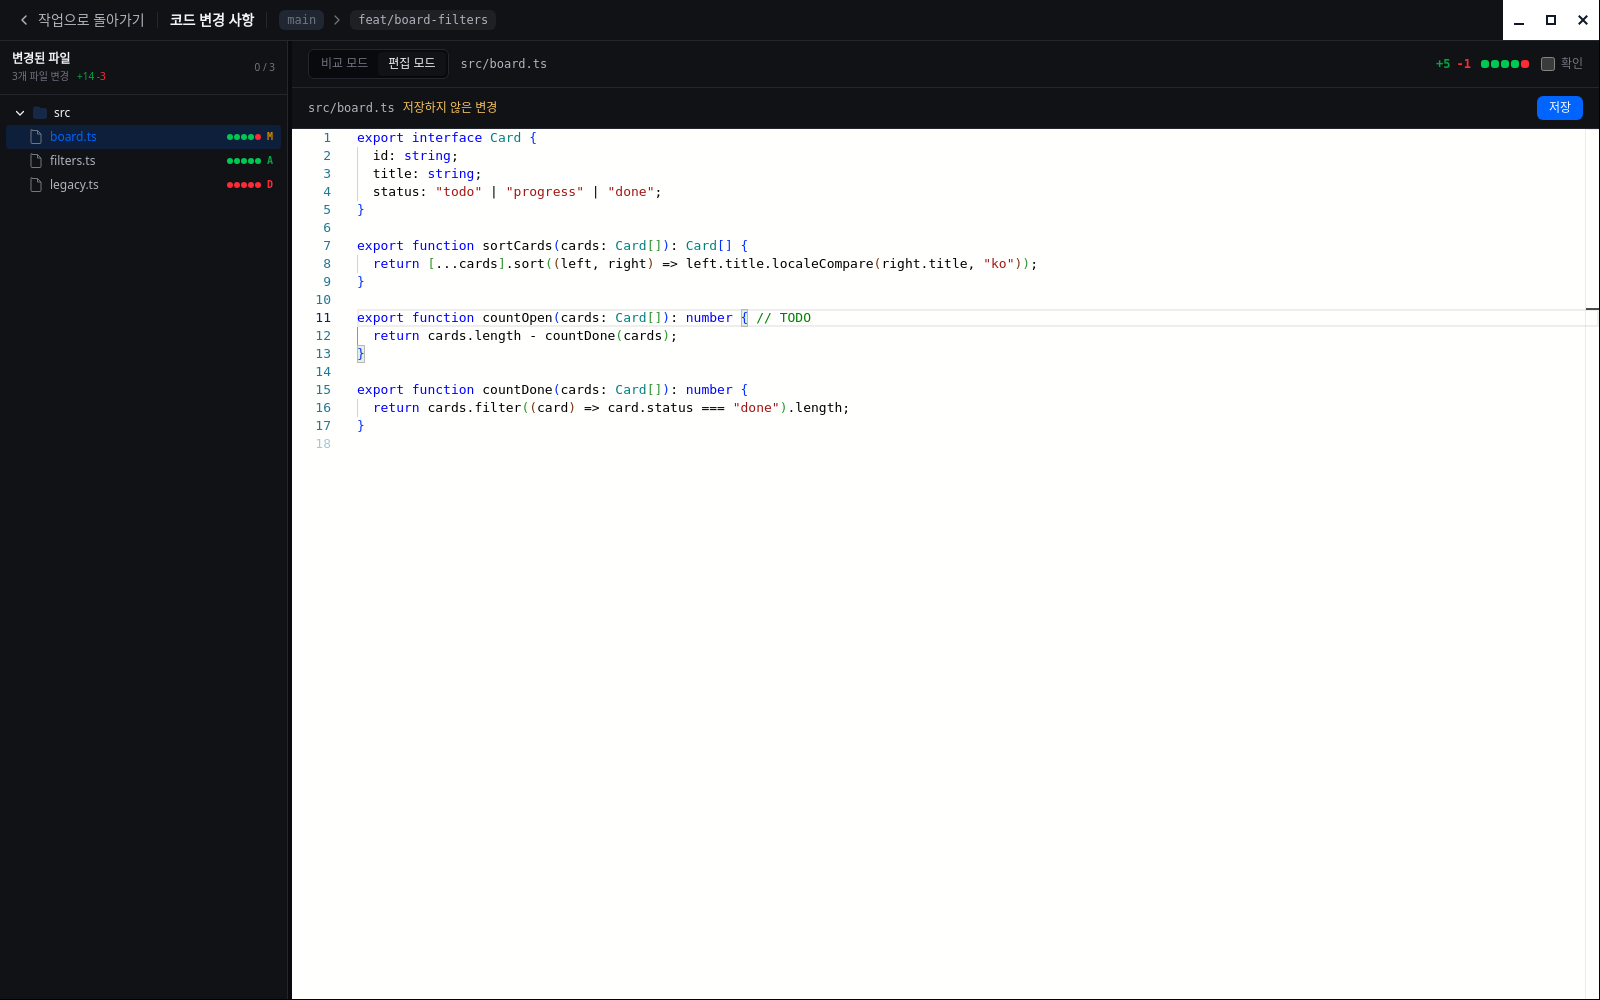 작업으로 돌아가기 코드 변경 사항 main feat/board-filters
변경된 파일
3개 파일 변경 +14 -3
0 / 3
src
board.ts M
filters.ts A
legacy.ts D
비교 모드 편집 모드 src/board.ts +5 -1 확인
src/board.ts 저장하지 않은 변경 저장
1 export interface Card {
2   id: string;
3   title: string;
4   status: "todo" | "progress" | "done";
5 }
6
7 export function sortCards(cards: Card[]): Card[] {
8   return [...cards].sort((left, right) => left.title.localeCompare(right.title, "ko"));
9 }
10
11 export function countOpen(cards: Card[]): number { // TODO
12   return cards.length - countDone(cards);
13 }
14
15 export function countDone(cards: Card[]): number {
16   return cards.filter((card) => card.status === "done").length;
17 }
18